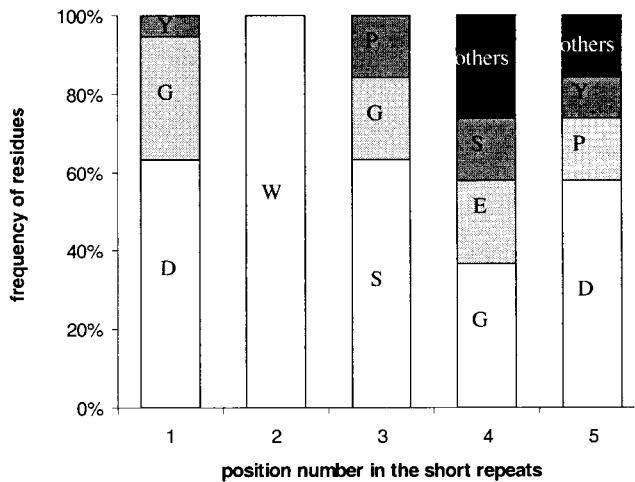 100%
80%
60%
40%
20%
0%
frequency of residues
Y
G
D
W
P
G
S
others
S
E
G
others
Y
P
D
1 2 3 4 5
position number in the short repeats